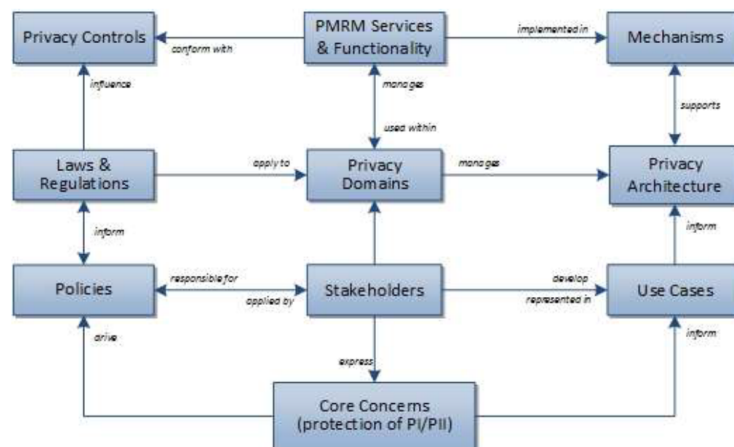 Privacy Controls
PMRM Services
& Functionality
Mechanisms
conform with
implemented in
influence
manages
supports
used within
Laws &
Regulations
apply to
Privacy
Domains
manages
Privacy
Architecture
inform
inform
Policies
responsible for
applied by
Stakeholders
develop
represented in
Use Cases
drive
inform
express
Core Concerns
(protection of PI/PII)